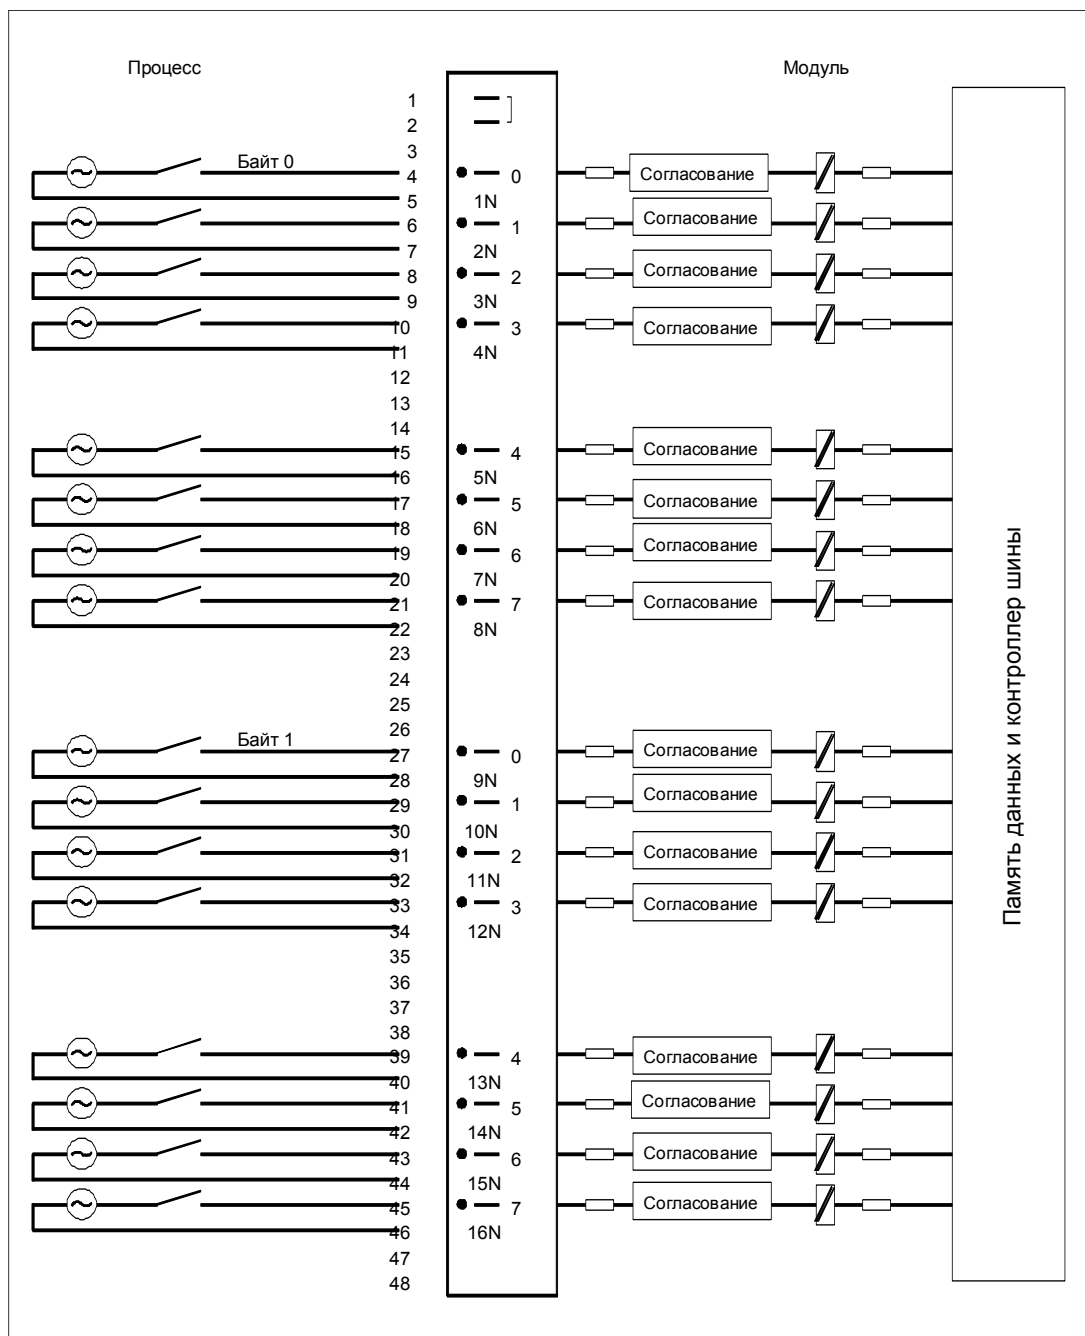 Процесс
Модуль
1
2
3
Байт 0
4
0
Согласование
5
1N
6
1
Согласование
7
2N
8
2
Согласование
9
3N
10
3
Согласование
11
4N
12
13
14
15
4
Согласование
16
5N
17
5
Согласование
18
6N
19
6
Согласование
20
7N
21
7
Согласование
22
8N
23
24
25
26
Байт 1
27
0
Согласование
28
9N
29
1
Согласование
30
10N
31
2
Согласование
32
11N
33
3
Согласование
34
12N
35
36
37
38
39
4
Согласование
40
13N
41
5
Согласование
42
14N
43
6
Согласование
44
15N
45
7
Согласование
46
16N
47
48
Память данных и контроллер шины